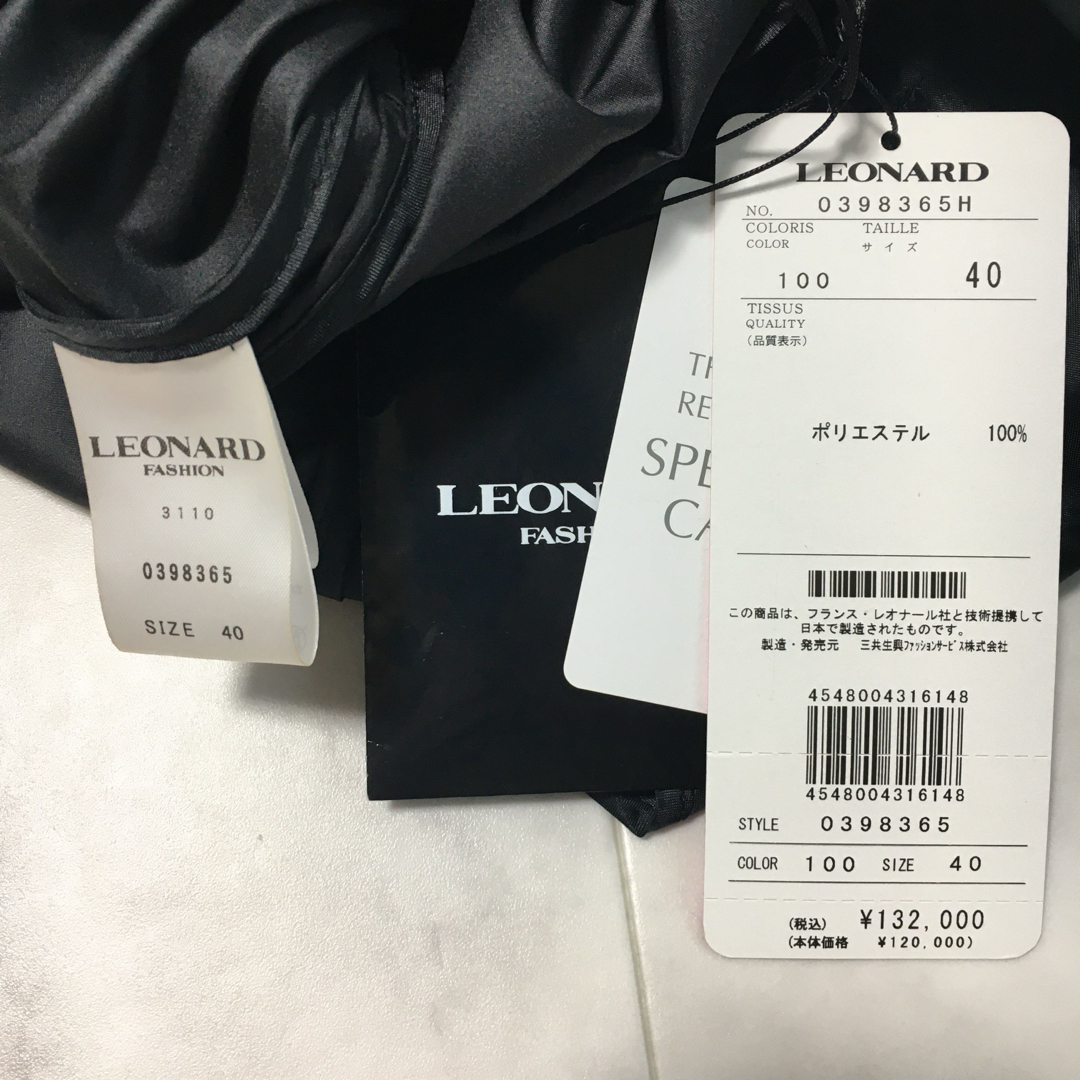 LEONARD
FASHION
3110
0398365
SIZE 40
LEON
FASH
SPE
LEONARD
NO. 0398365H
COLORIS TAILLE
COLOR サイズ
100 40
TISSUS
QUALITY
(品質表示)
ポリエステル 100%
この商品は、フランス・レオナール社と技術提携して
日本で製造されたものです。
製造・発売元 三共生興ファッションサービス株式会社
4548004316148
4548004316148
STYLE 0398365
COLOR 100 SIZE 40
(税込) ¥132,000
(本体価格 ¥120,000)